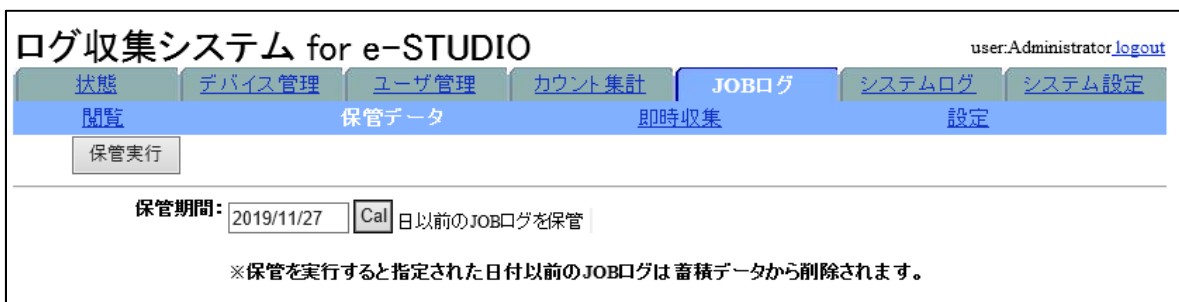 ログ収集システム for e-STUDIO
user:Administrator logout
状態 デバイス管理 ユーザ管理 カウント集計 JOBログ システムログ システム設定
閲覧 保管データ 即時収集 設定
保管実行
保管期間: 2019/11/27 Cal 日以前のJOBログを保管
※保管を実行すると指定された日付以前のJOBログは蓄積データから削除されます。